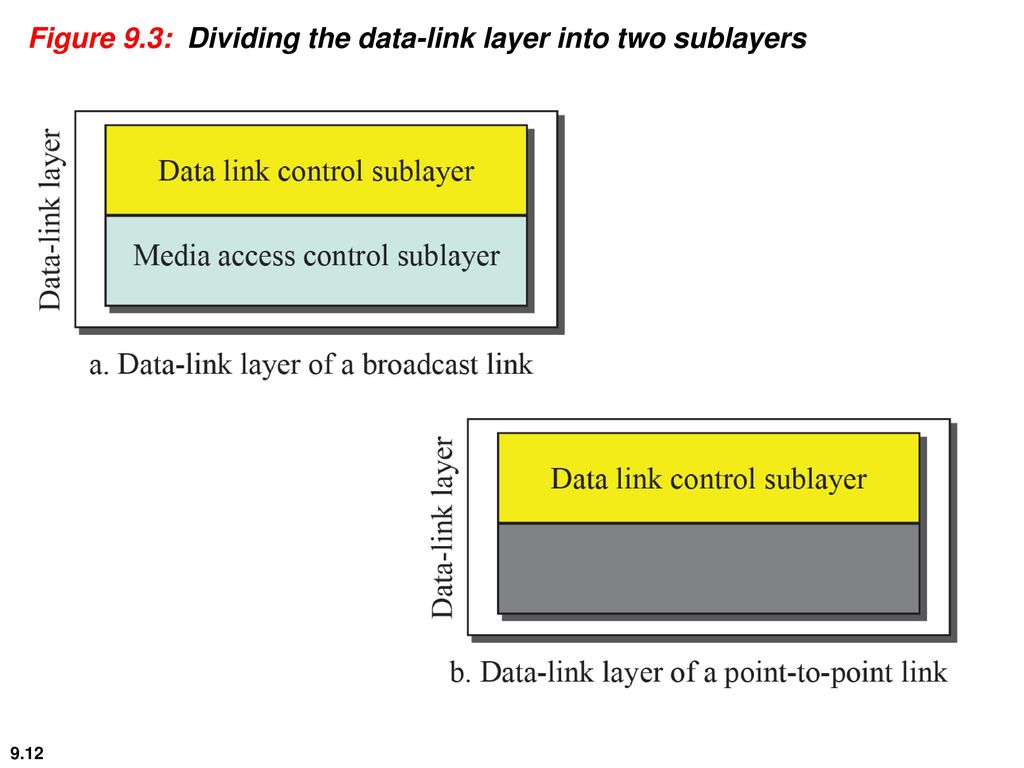 Figure 9.3: Dividing the data-link layer into two sublayers
Data-link layer
Data link control sublayer
Media access control sublayer
a. Data-link layer of a broadcast link
Data-link layer
Data link control sublayer
b. Data-link layer of a point-to-point link
9.12